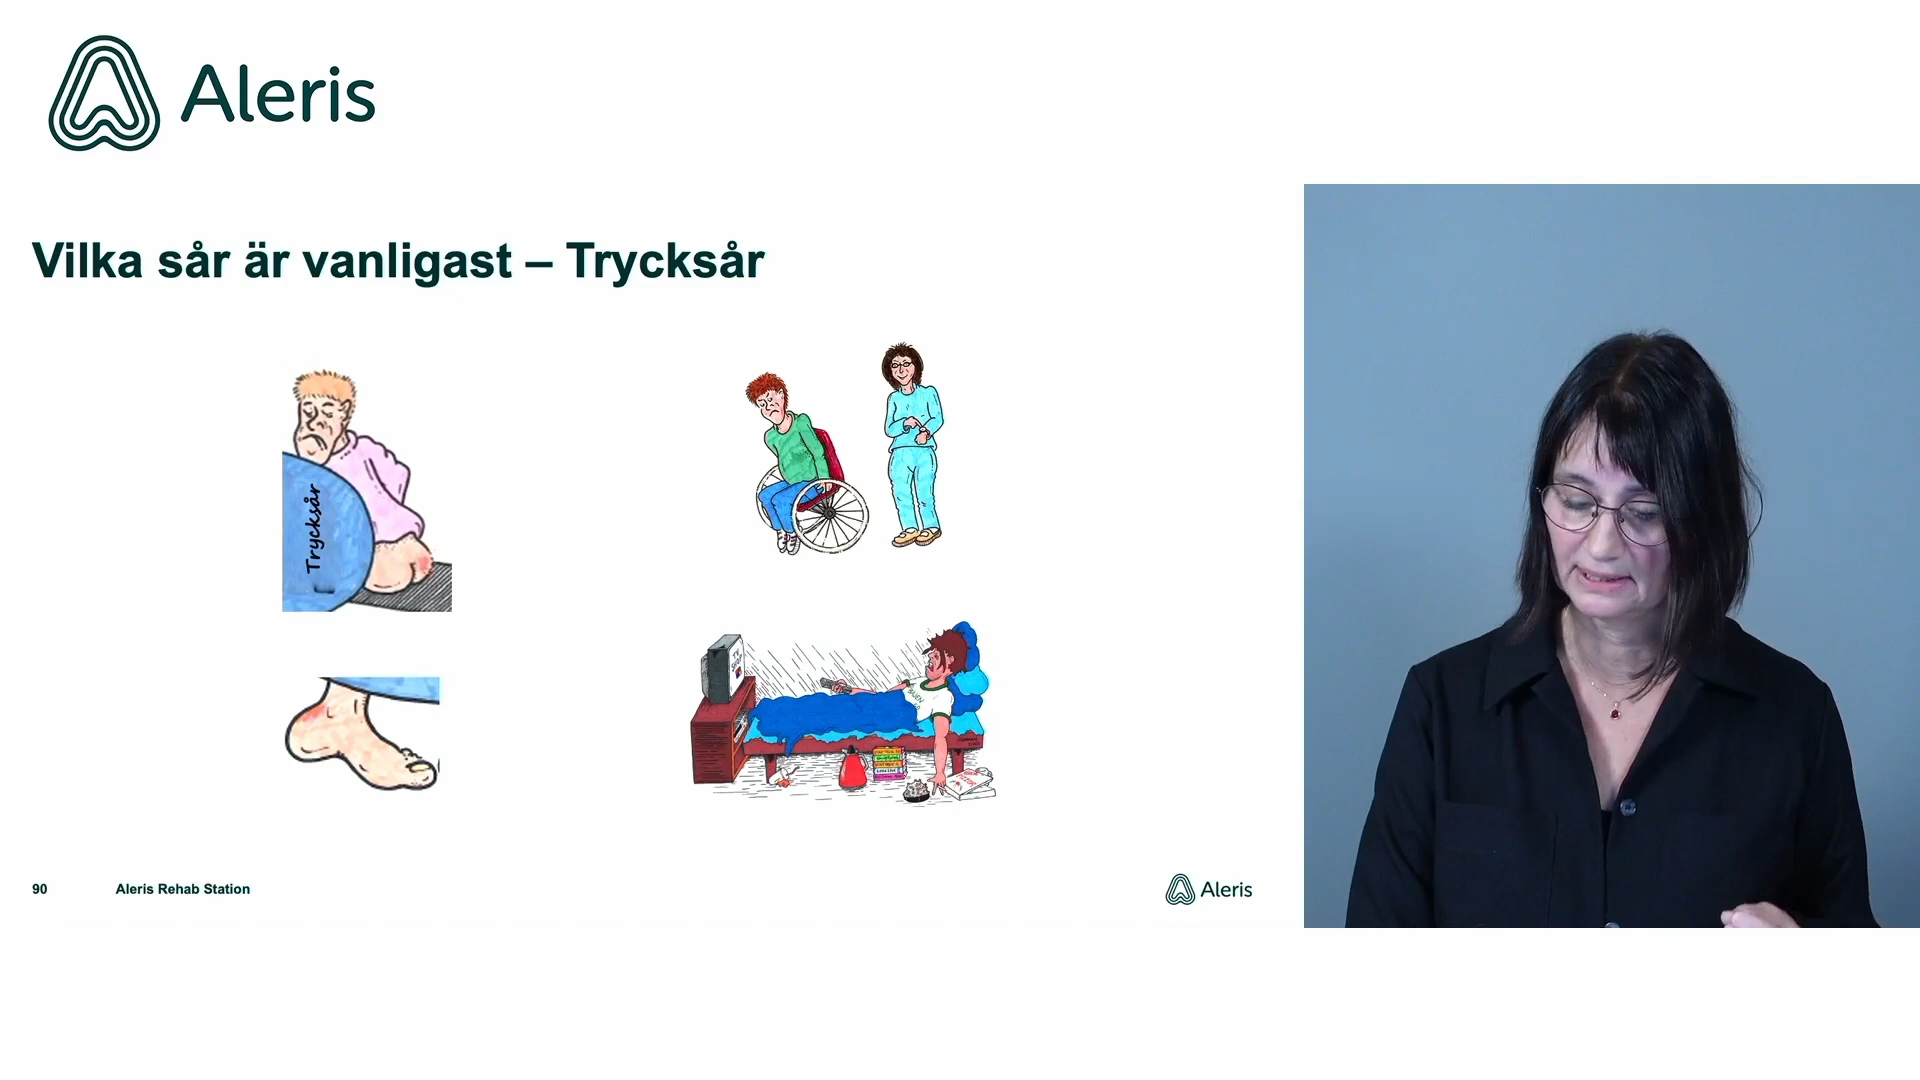 Aleris
Vilka sår är vanligast – Trycksår
Trycksår
90
Aleris Rehab Station
Aleris